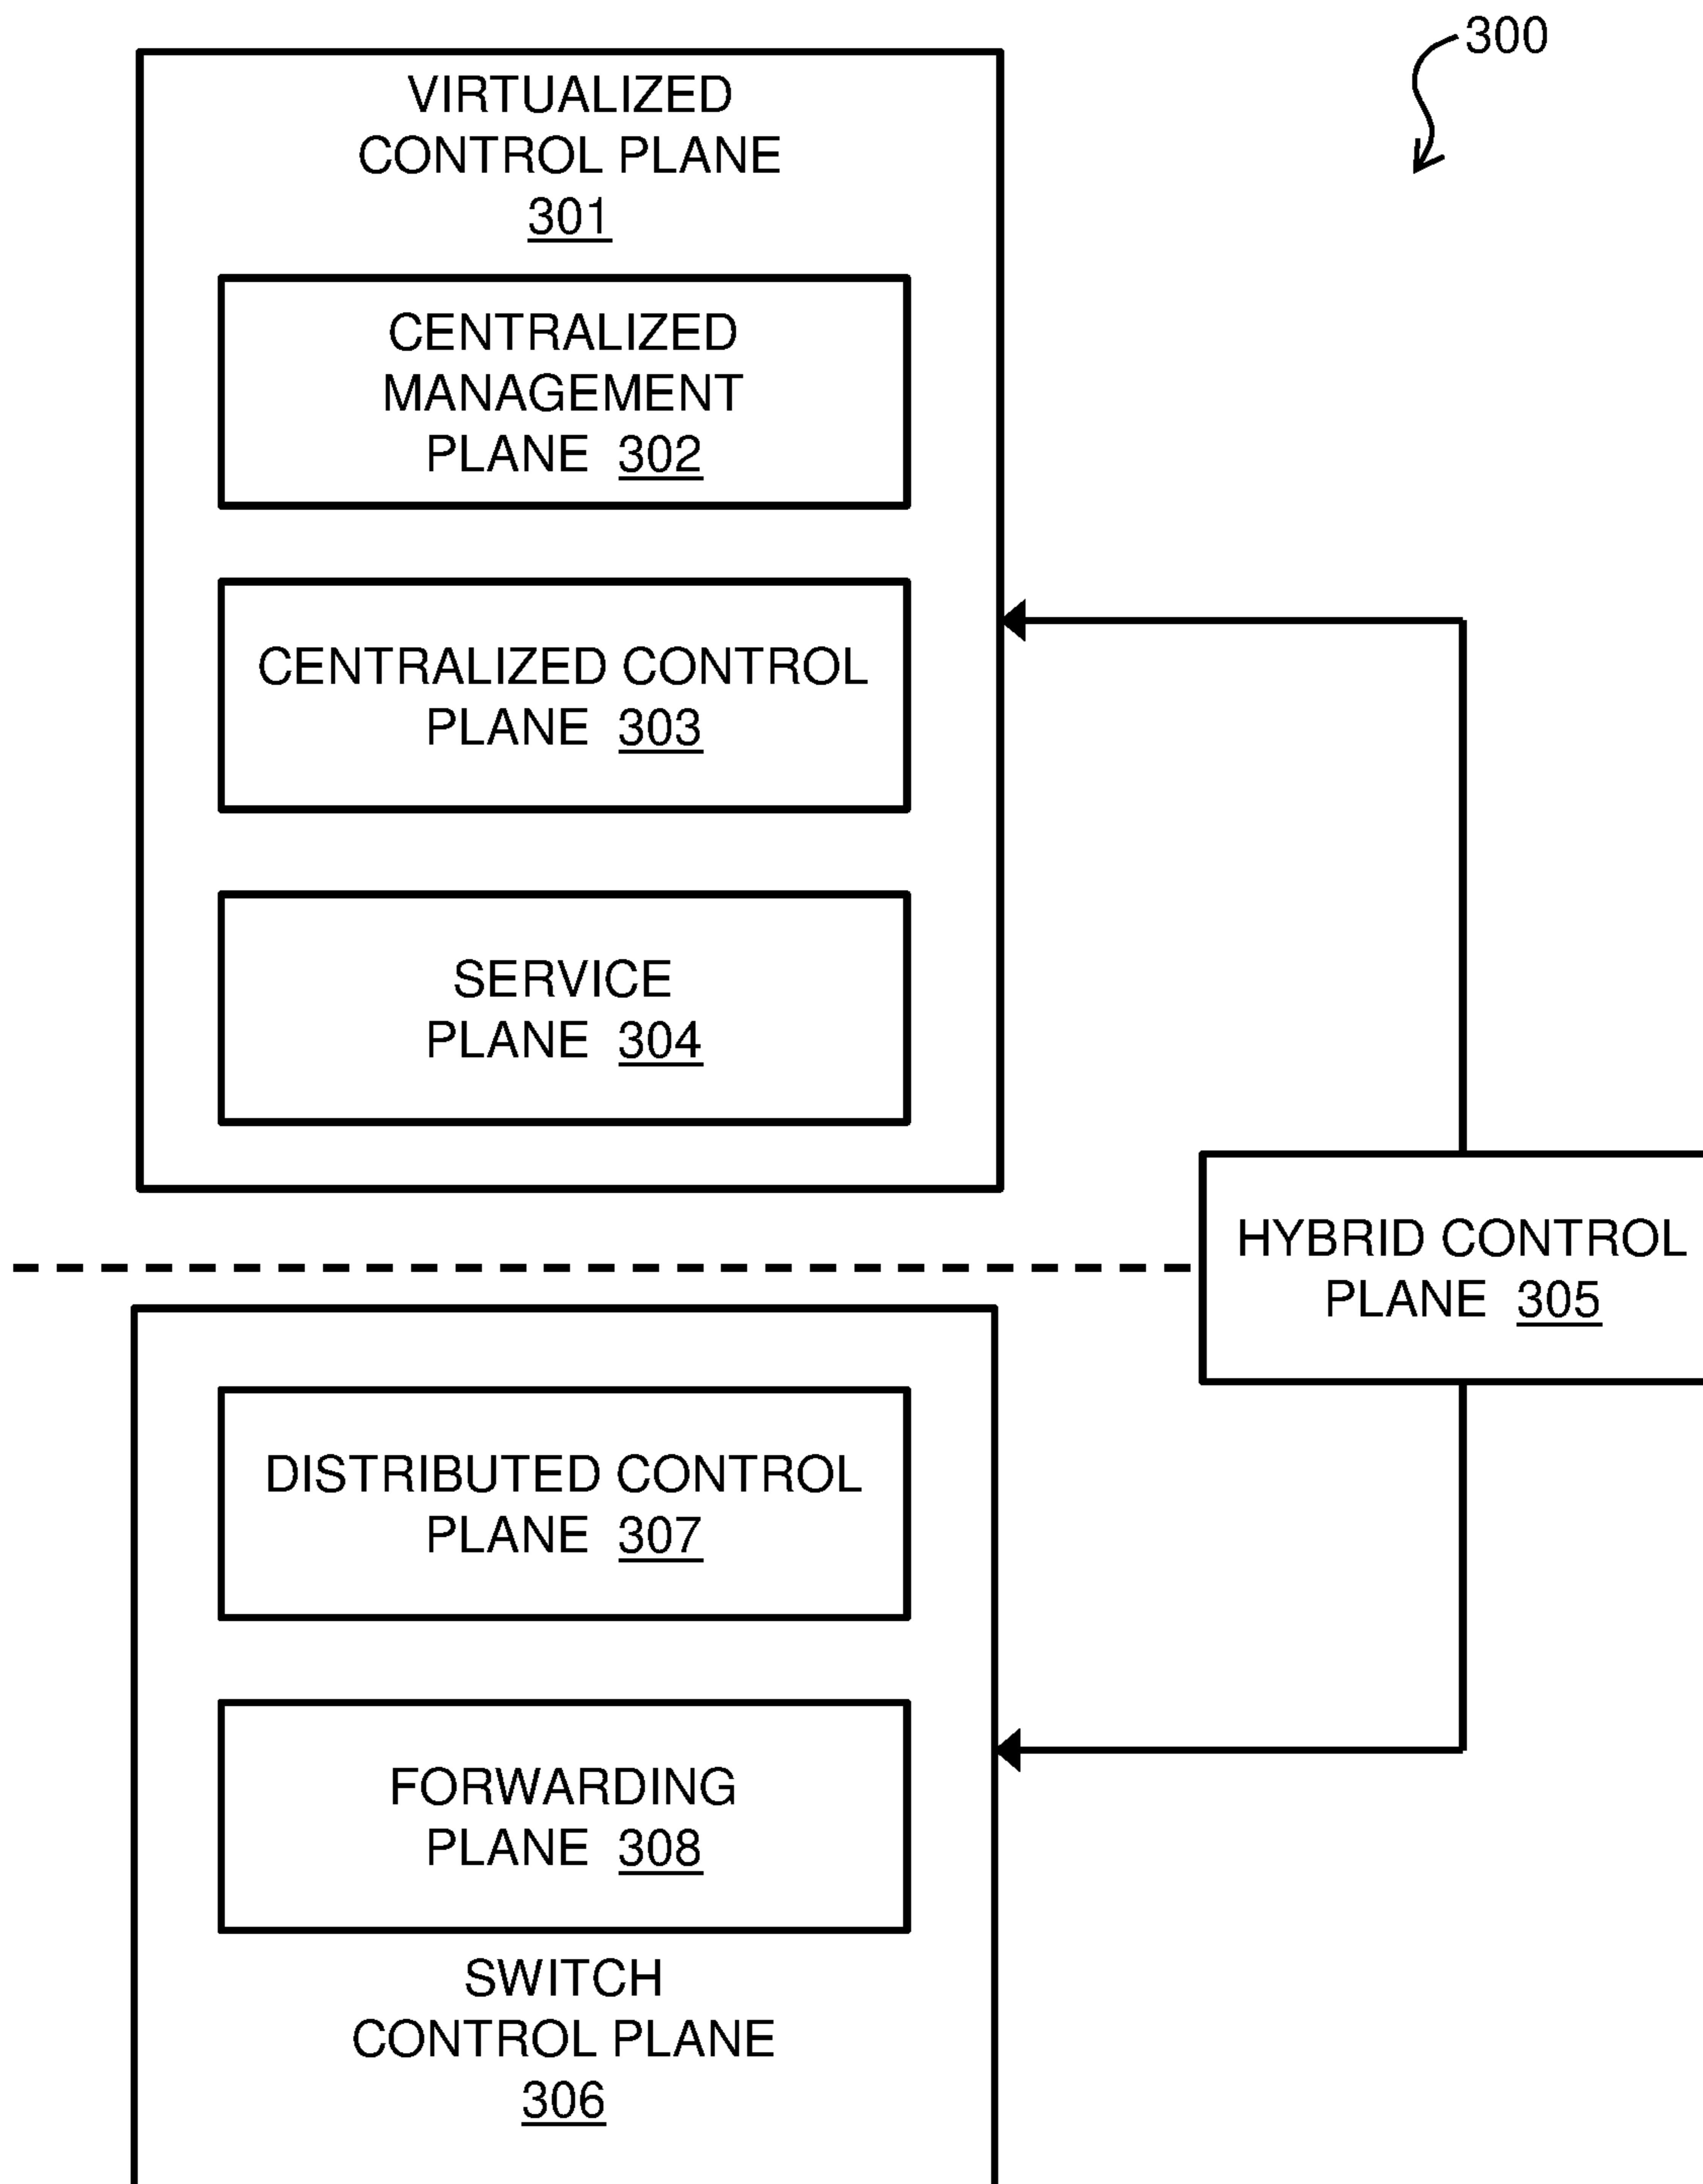 300
VIRTUALIZED
CONTROL PLANE
301
CENTRALIZED
MANAGEMENT
PLANE 302
CENTRALIZED CONTROL
PLANE 303
SERVICE
PLANE 304
HYBRID CONTROL
PLANE 305
DISTRIBUTED CONTROL
PLANE 307
FORWARDING
PLANE 308
SWITCH
CONTROL PLANE
306